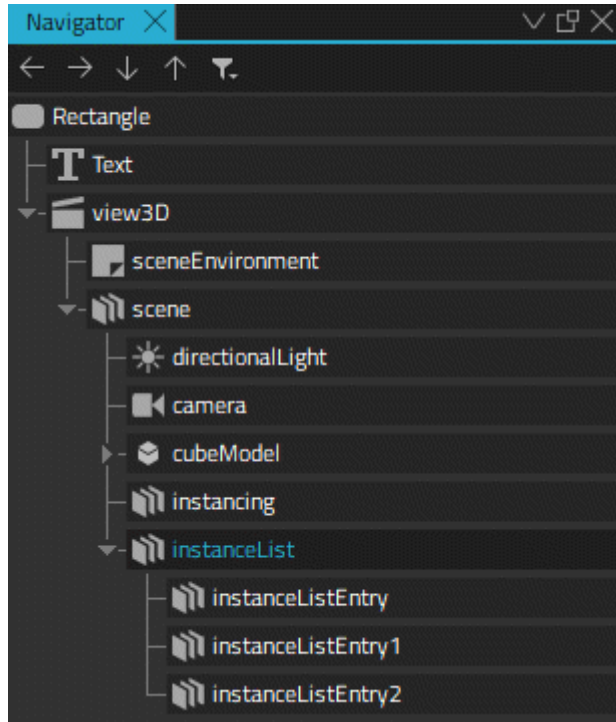 Navigator
Rectangle
Text
view3D
sceneEnvironment
scene
directionalLight
camera
cubeModel
instancing
instanceList
instanceListEntry
instanceListEntry1
instanceListEntry2